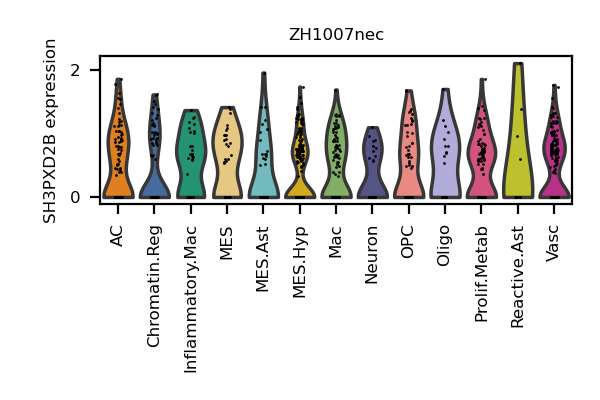 ZH1007nec
SH3PXD2B expression
2
0
AC
Chromatin.Reg
Inflammatory.Mac
MES
MES.Ast
MES.Hyp
Mac
Neuron
OPC
Oligo
Prolif.Metab
Reactive.Ast
Vasc